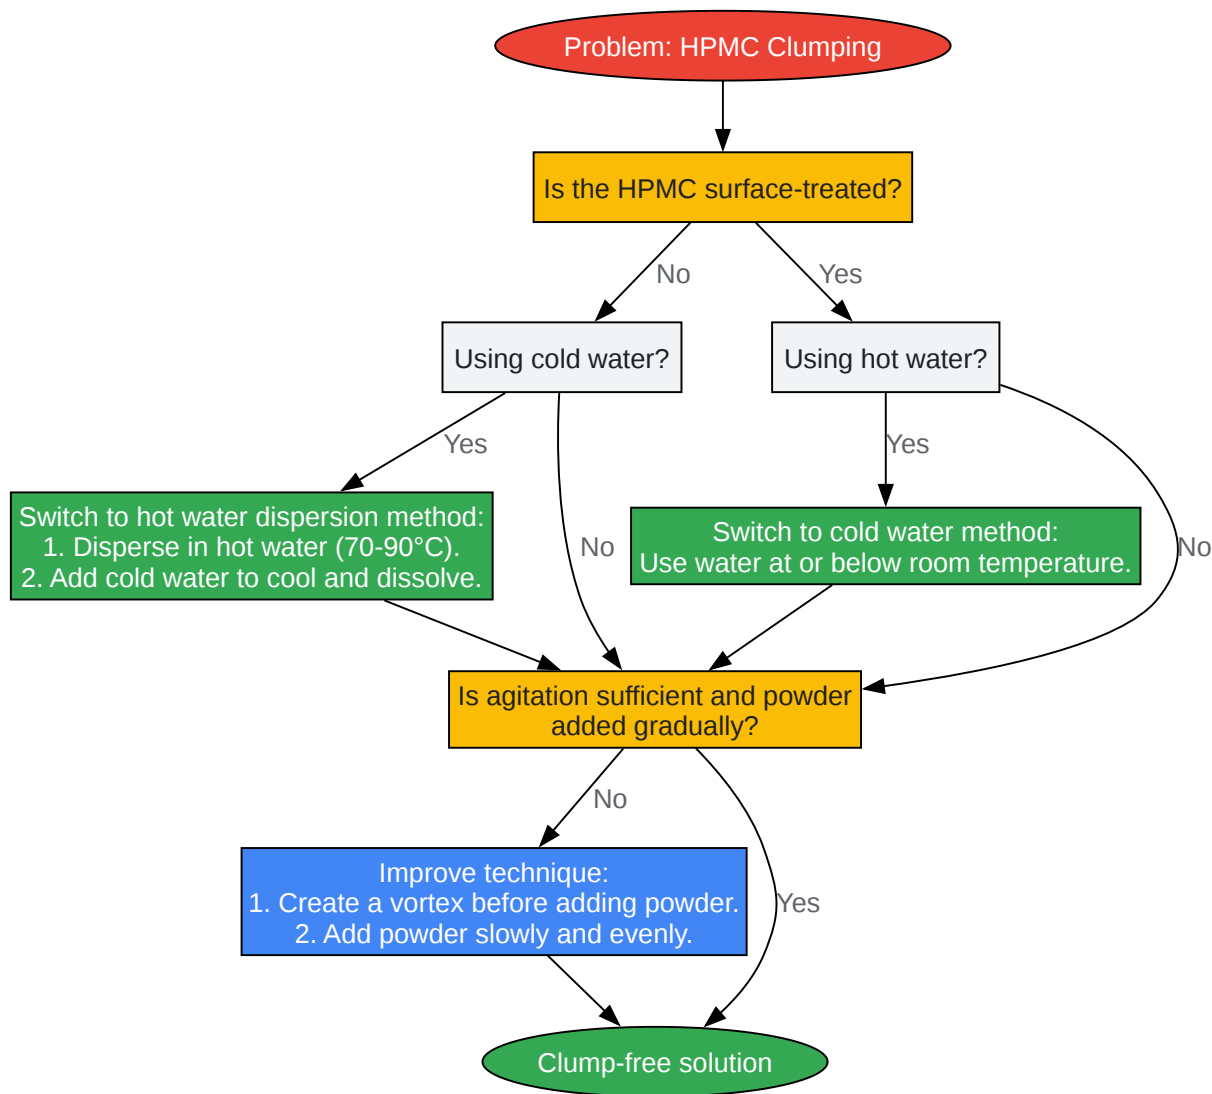 Problem: HPMC Clumping
Is the HPMC surface-treated?
No
Yes
Using cold water?
Using hot water?
Yes
No
Yes
No
Switch to hot water dispersion method:
1. Disperse in hot water (70-90°C).
2. Add cold water to cool and dissolve.
Switch to cold water method:
Use water at or below room temperature.
Is agitation sufficient and powder
added gradually?
No
Yes
Improve technique:
1. Create a vortex before adding powder.
2. Add powder slowly and evenly.
Clump-free solution